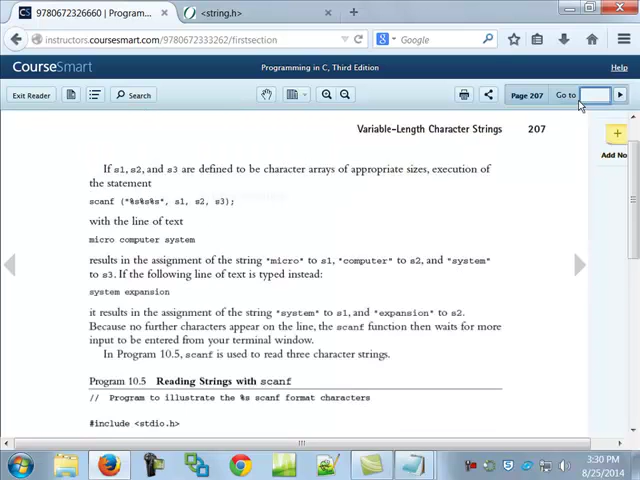 9780672326660 | Program...
<string.h>
instructors.coursesmart.com/9780672333262/firstsection
Google
CourseSmart
Programming in C, Third Edition
Help
Exit Reader
Search
Page 207
Go to
Variable-Length Character Strings 207
Add No
If s1, s2, and s3 are defined to be character arrays of appropriate sizes, execution of
the statement
scanf ("%s%s%s", s1, s2, s3);
with the line of text
micro computer system
results in the assignment of the string "micro" to s1, "computer" to s2, and "system"
to s3. If the following line of text is typed instead:
system expansion
it results in the assignment of the string "system" to s1, and "expansion" to s2.
Because no further characters appear on the line, the scanf function then waits for more
input to be entered from your terminal window.
In Program 10.5, scanf is used to read three character strings.
Program 10.5 Reading Strings with scanf
// Program to illustrate the %s scanf format characters
#include <stdio.h>
3:30 PM
8/25/2014